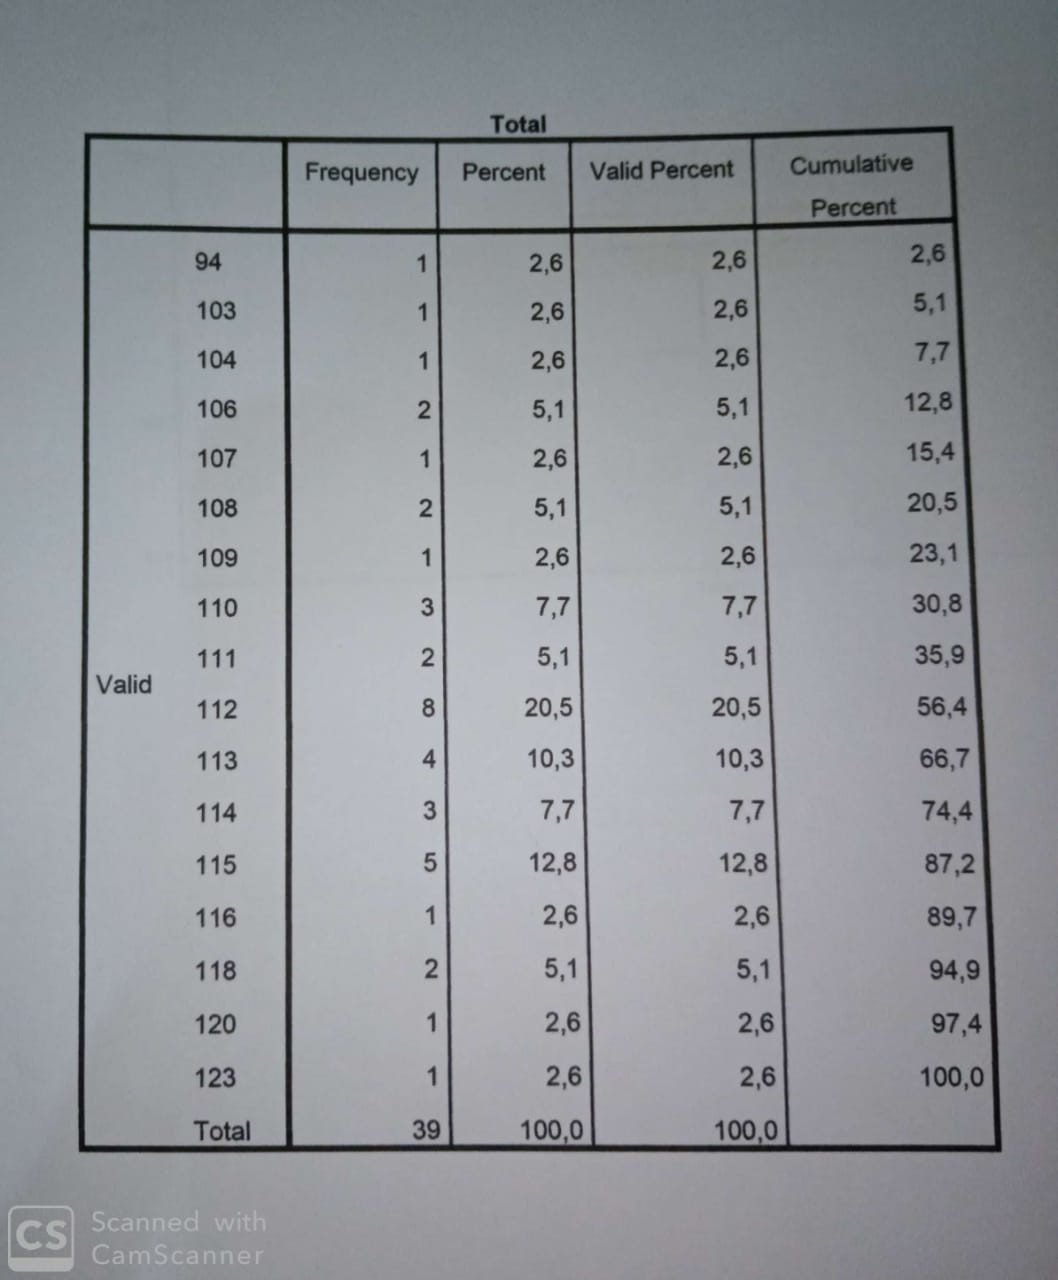 Total
Frequency Percent Valid Percent Cumulative
Percent
94 1 2,6 2,6 2,6
103 1 2,6 2,6 5,1
104 1 2,6 2,6 7,7
106 2 5,1 5,1 12,8
107 1 2,6 2,6 15,4
108 2 5,1 5,1 20,5
109 1 2,6 2,6 23,1
110 3 7,7 7,7 30,8
111 2 5,1 5,1 35,9
Valid
112 8 20,5 20,5 56,4
113 4 10,3 10,3 66,7
114 3 7,7 7,7 74,4
115 5 12,8 12,8 87,2
116 1 2,6 2,6 89,7
118 2 5,1 5,1 94,9
120 1 2,6 2,6 97,4
123 1 2,6 2,6 100,0
Total 39 100,0 100,0
CS Scanned with
CamScanner